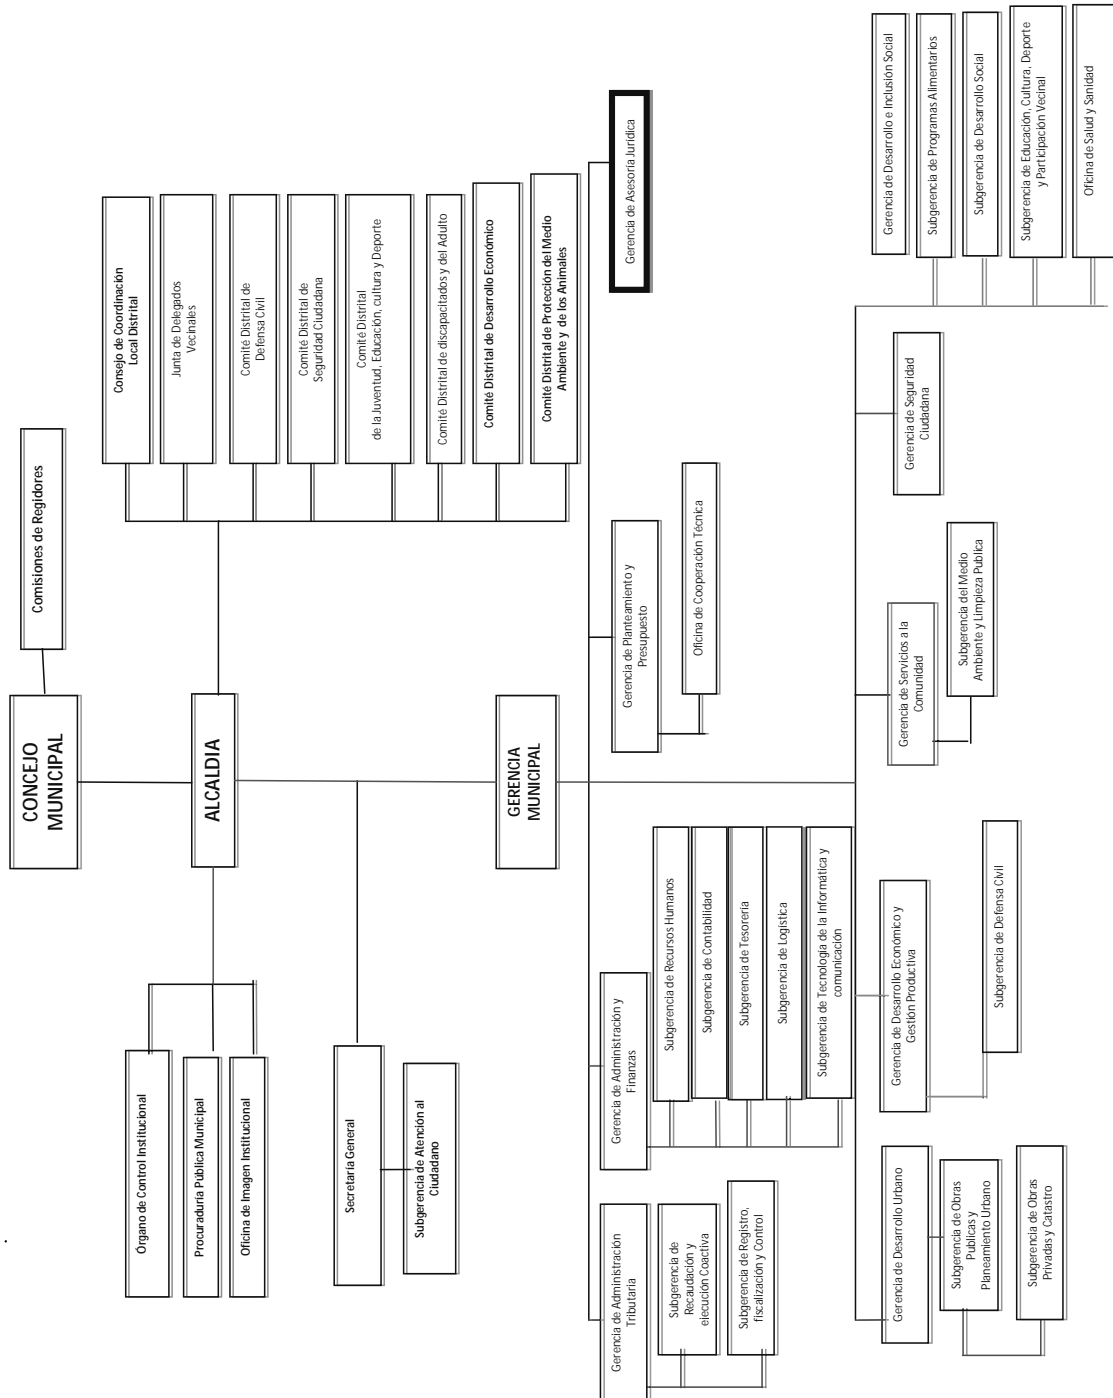 CONCEJO
MUNICIPAL
Comisiones de Regidores
ALCALDIA
Órgano de Control Institucional
Procuraduría Pública Municipal
Oficina de Imagen Institucional
Consejo de Coordinación
Local Distrital
Junta de Delegados
Vecinales
Comité Distrital de
Defensa Civil
Comité Distrital de
Seguridad Ciudadana
Comité Distrital
de la Juventud, Educación, cultura y Deporte
Comité Distrital de discapacitados y del Adulto
Comité Distrital de Desarrollo Económico
Comité Distrital de Protección del Medio
Ambiente y de los Animales
Secretaría General
Subgerencia de Atención al
Ciudadano
GERENCIA
MUNICIPAL
Gerencia de Administración
Tributaria
Subgerencia de
Recaudación y
ejecución Coactiva
Subgerencia de Registro,
fiscalización y Control
Gerencia de Administración y
Finanzas
Subgerencia de Recursos Humanos
Subgerencia de Contabilidad
Subgerencia de Tesorería
Subgerencia de Logística
Subgerencia de Tecnología de la Informática y
comunicación
Gerencia de Planteamiento y
Presupuesto
Oficina de Cooperación Técnica
Gerencia de Asesoría Jurídica
Gerencia de Desarrollo Urbano
Subgerencia de Obras
Publicas y
Planeamiento Urbano
Subgerencia de Obras
Privadas y Catastro
Gerencia de Desarrollo Económico y
Gestión Productiva
Subgerencia de Defensa Civil
Gerencia de Servicios a la
Comunidad
Subgerencia del Medio
Ambiente y Limpieza Publica
Gerencia de Seguridad
Ciudadana
Gerencia de Desarrollo e Inclusión Social
Subgerencia de Programas Alimentarios
Subgerencia de Desarrollo Social
Subgerencia de Educación, Cultura, Deporte
y Participación Vecinal
Oficina de Salud y Sanidad